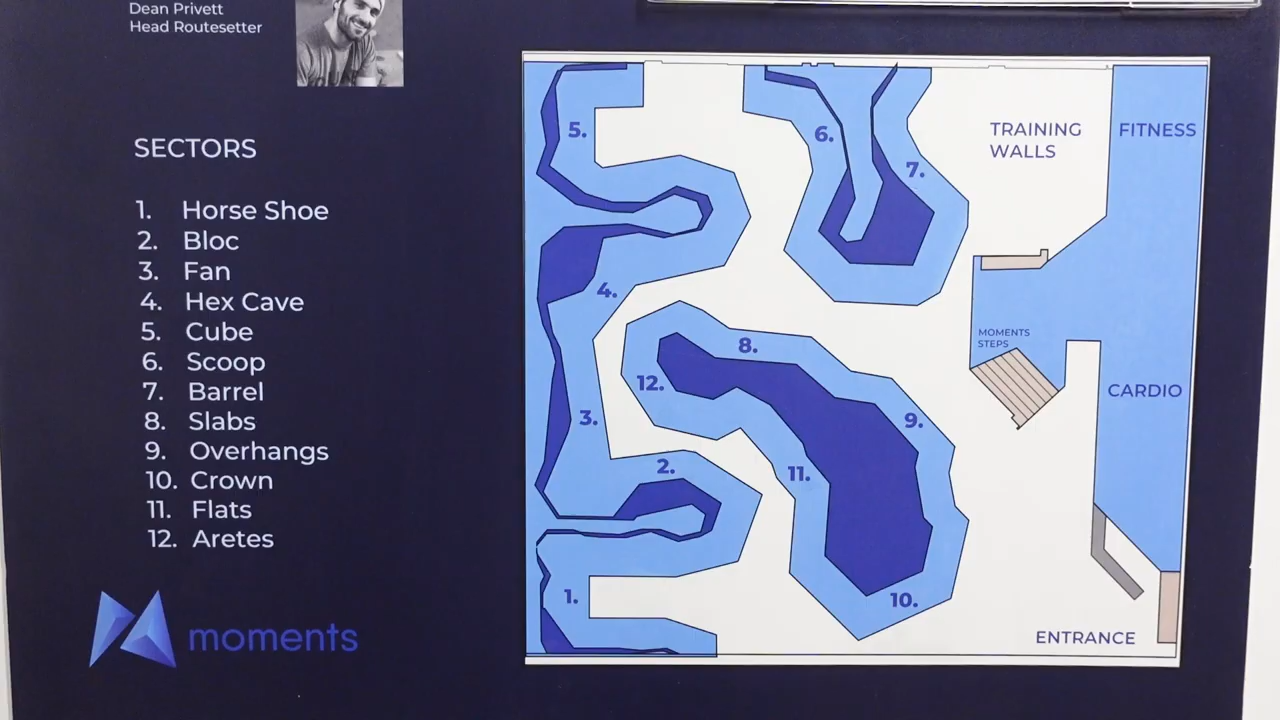 Dean Privett
Head Routesetter
SECTORS
1. Horse Shoe
2. Bloc
3. Fan
4. Hex Cave
5. Cube
6. Scoop
7. Barrel
8. Slabs
9. Overhangs
10. Crown
11. Flats
12. Aretes
moments
5.
6.
7.
TRAINING
WALLS
FITNESS
4.
MOMENTS
STEPS
8.
12.
CARDIO
3.
9.
2.
11.
1.
10.
ENTRANCE